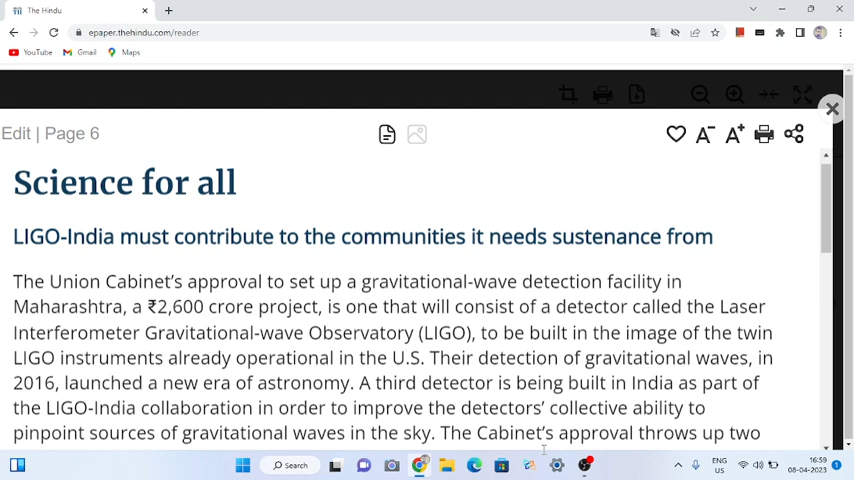 The Hindu
epaper.thehindu.com/reader
YouTube Gmail Maps
Edit | Page 6
A- A+
Science for all
LIGO-India must contribute to the communities it needs sustenance from
The Union Cabinet's approval to set up a gravitational-wave detection facility in
Maharashtra, a ₹2,600 crore project, is one that will consist of a detector called the Laser
Interferometer Gravitational-wave Observatory (LIGO), to be built in the image of the twin
LIGO instruments already operational in the U.S. Their detection of gravitational waves, in
2016, launched a new era of astronomy. A third detector is being built in India as part of
the LIGO-India collaboration in order to improve the detectors' collective ability to
pinpoint sources of gravitational waves in the sky. The Cabinet's approval throws up two
Search
ENG
US
16:59
08-04-2023
1